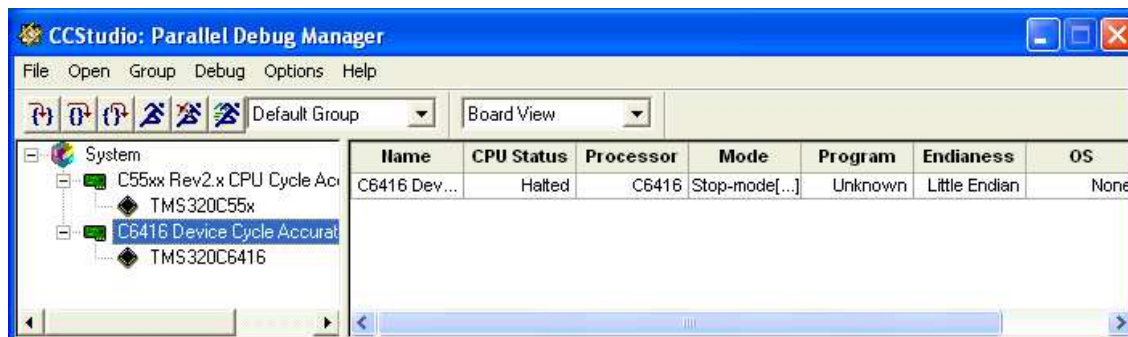 CCStudio: Parallel Debug Manager
File Open Group Debug Options Help
Default Group Board View
System
C55xx Rev2.x CPU Cycle Acc
TMS320C55x
C6416 Device Cycle Accurat
TMS320C6416
Name CPU Status Processor Mode Program Endianess OS
C6416 Dev... Halted C6416 Stop-mode[...] Unknown Little Endian None